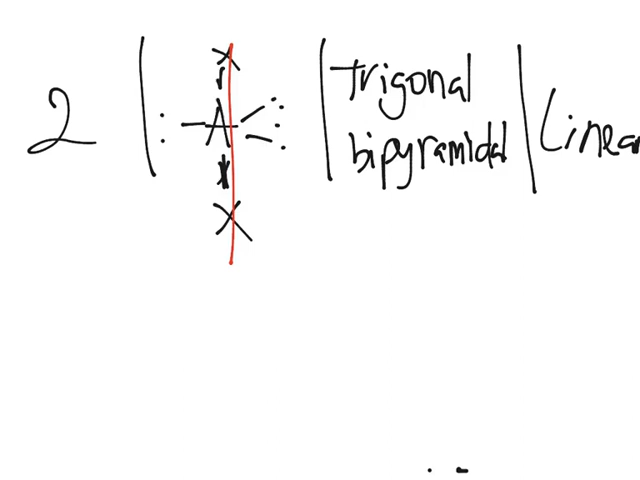 2 | X | Trigonal | Linear
: A : bipyramidal
X